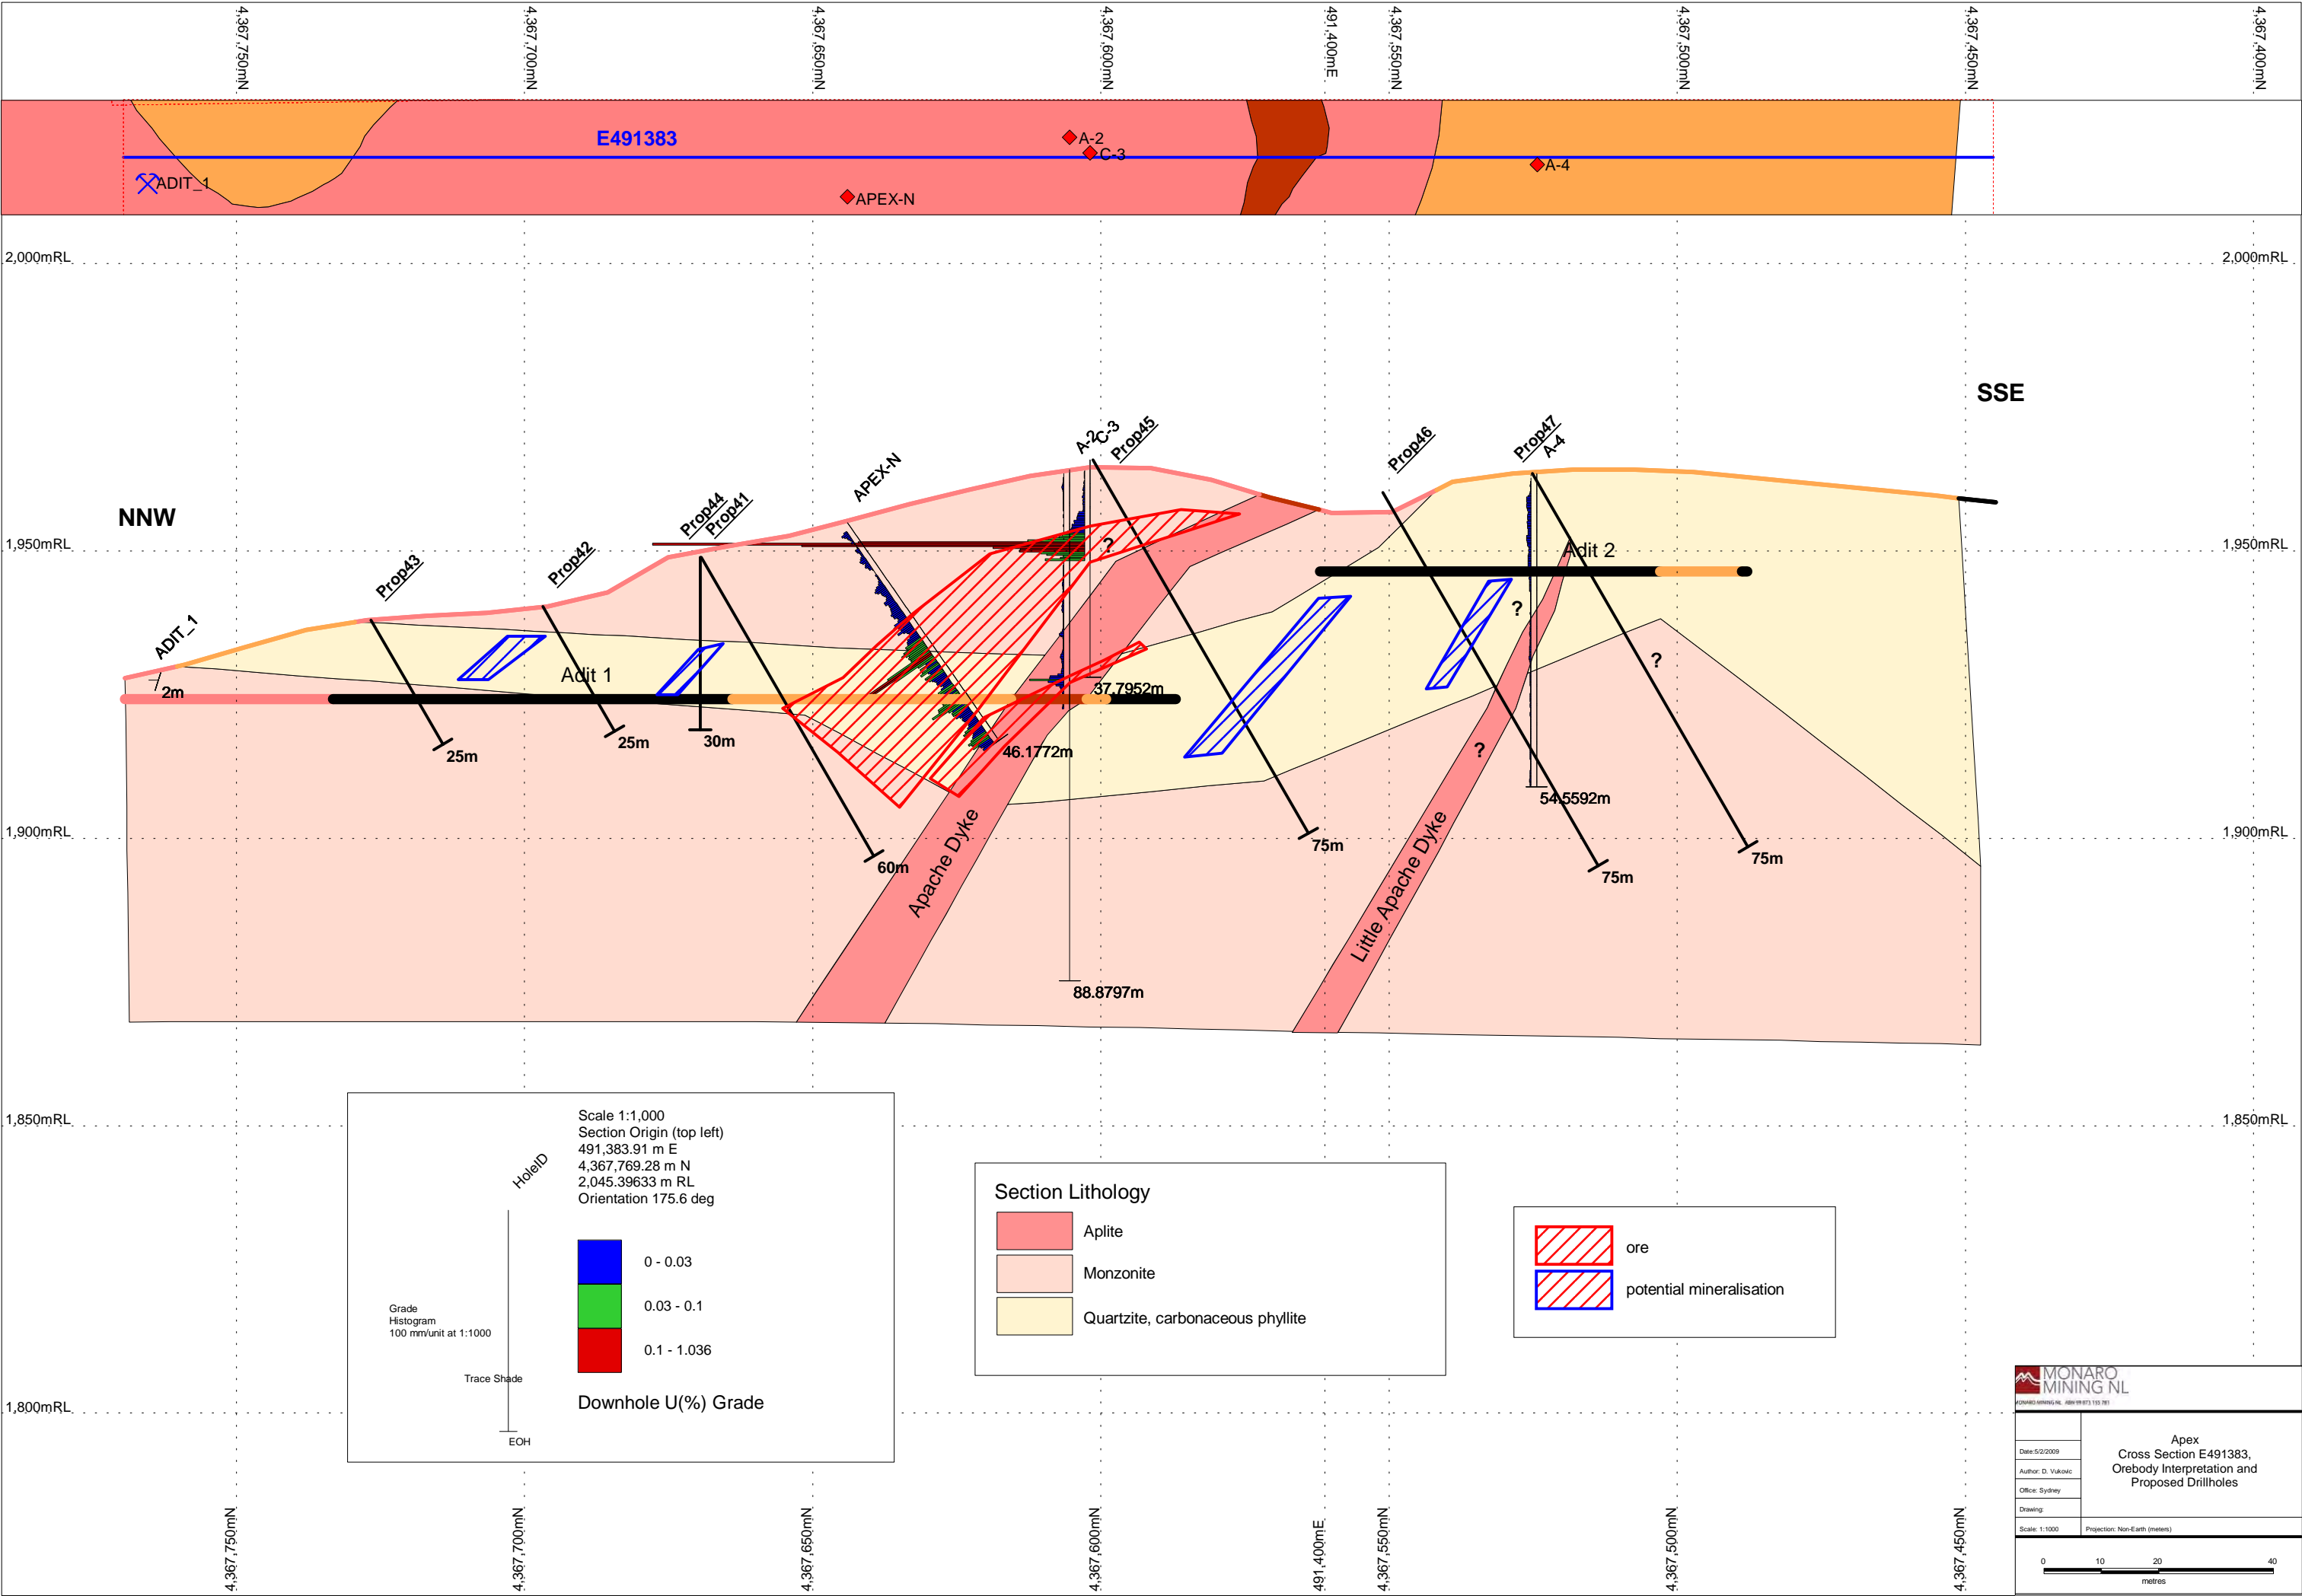 4,367,750mN
4,367,700mN
4,367,650mN
4,367,600mN
491,400mE
4,367,550mN
4,367,500mN
4,367,450mN
4,367,400mN
E491383
A-2
C-3
A-4
ADIT_1
APEX-N
2,000mRL
2,000mRL
SSE
NNW
1,950mRL
1,950mRL
ADIT_1
2m
Prop43
Prop42
Prop44
Prop41
APEX-N
A-2
C-3
Prop45
Prop46
Prop47
A-4
?
Adit 2
?
?
?
Adit 1
25m
25m
30m
37.7952m
46.1772m
54.5592m
60m
75m
75m
75m
88.8797m
Apache Dyke
Little Apache Dyke
1,900mRL
1,900mRL
1,850mRL
1,850mRL
1,800mRL
Scale 1:1,000
Section Origin (top left)
491,383.91 m E
4,367,769.28 m N
2,045.39633 m RL
Orientation 175.6 deg
HoleID
0 - 0.03
0.03 - 0.1
0.1 - 1.036
Grade
Histogram
100 mm/unit at 1:1000
Trace Shade
EOH
Downhole U(%) Grade
Section Lithology
Aplite
Monzonite
Quartzite, carbonaceous phyllite
ore
potential mineralisation
MONARO
MINING NL
Date:5/2/2009
Author: D. Vukovic
Office: Sydney
Drawing:
Scale: 1:1000
Projection: Non-Earth (meters)
Apex
Cross Section E491383,
Orebody Interpretation and
Proposed Drillholes
0 10 20 40
metres
4,367,750mN
4,367,700mN
4,367,650mN
4,367,600mN
491,400mE
4,367,550mN
4,367,500mN
4,367,450mN